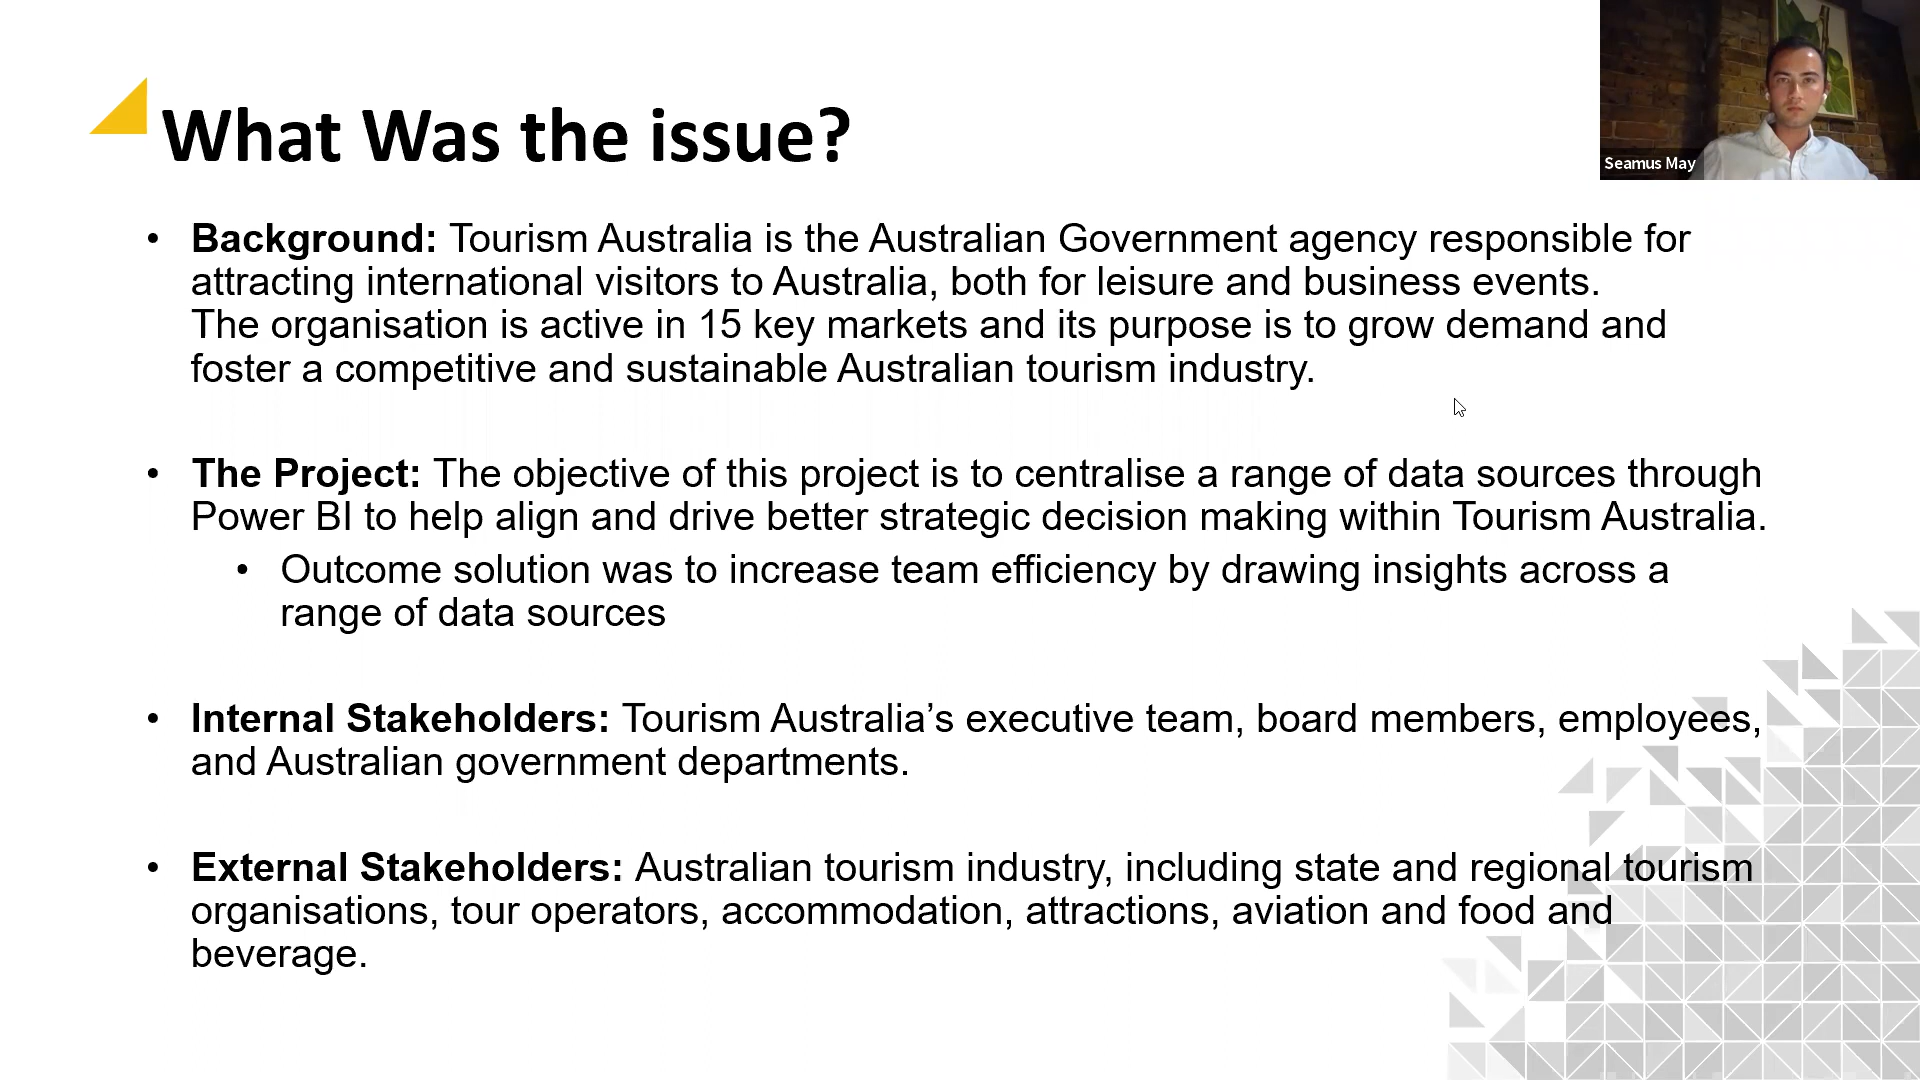 What Was the issue?
Seamus May
• Background: Tourism Australia is the Australian Government agency responsible for
attracting international visitors to Australia, both for leisure and business events.
The organisation is active in 15 key markets and its purpose is to grow demand and
foster a competitive and sustainable Australian tourism industry.
• The Project: The objective of this project is to centralise a range of data sources through
Power BI to help align and drive better strategic decision making within Tourism Australia.
• Outcome solution was to increase team efficiency by drawing insights across a
range of data sources
• Internal Stakeholders: Tourism Australia’s executive team, board members, employees,
and Australian government departments.
• External Stakeholders: Australian tourism industry, including state and regional tourism
organisations, tour operators, accommodation, attractions, aviation and food and
beverage.